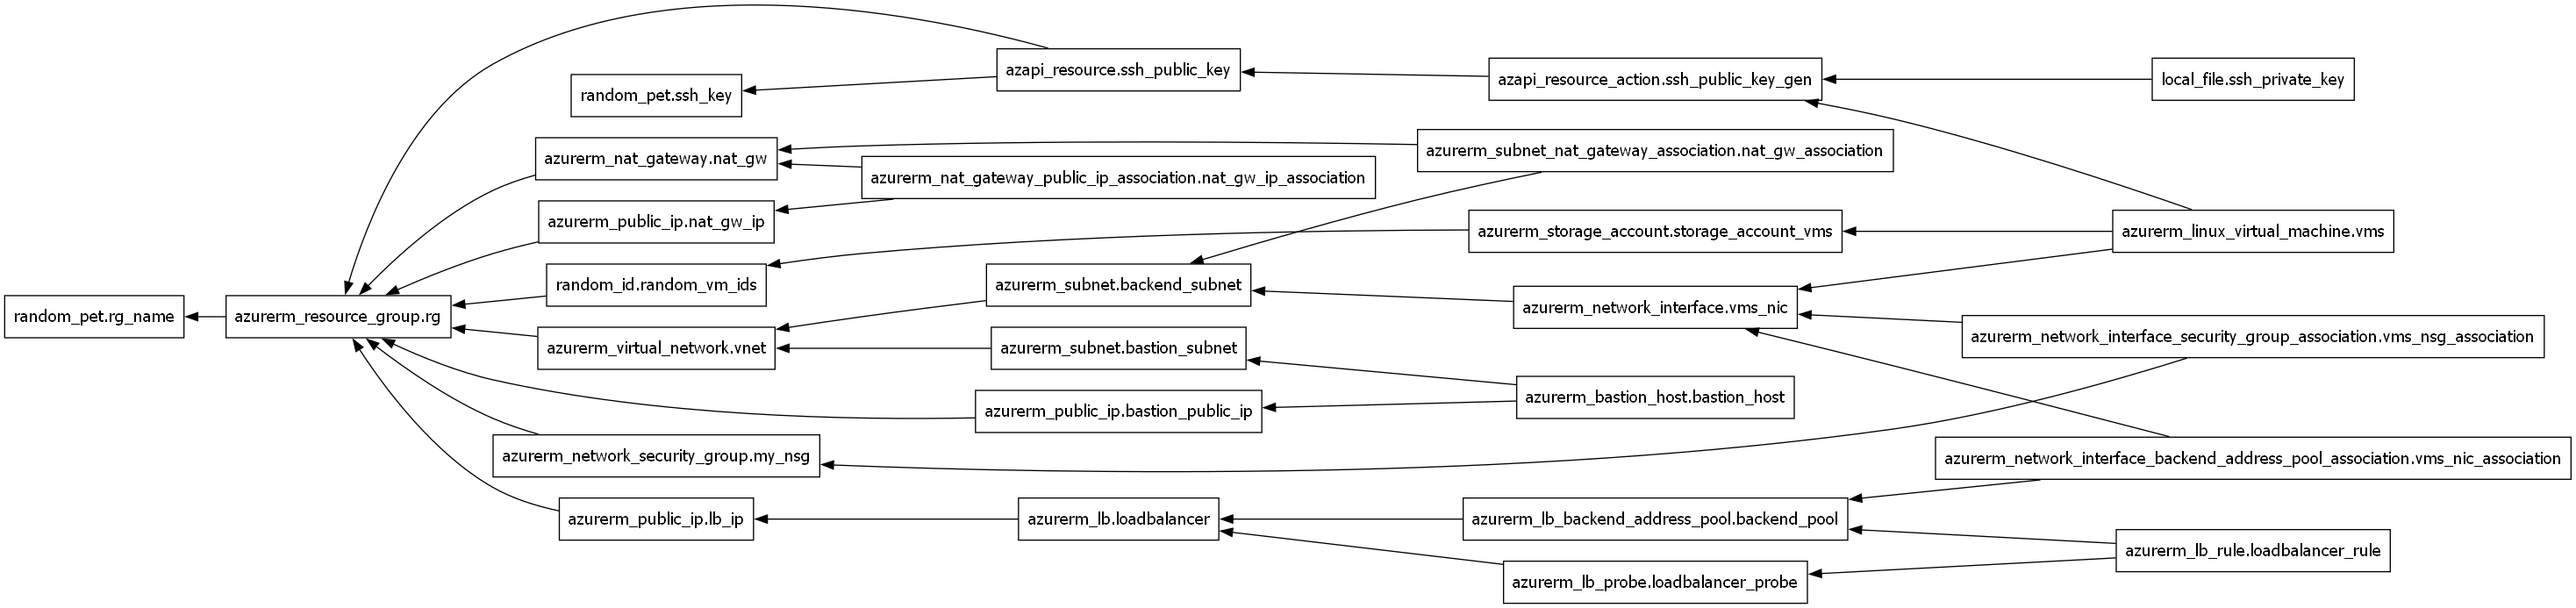 azapi_resource.ssh_public_key
azapi_resource_action.ssh_public_key_gen
local_file.ssh_private_key
random_pet.ssh_key
azurerm_nat_gateway.nat_gw
azurerm_subnet_nat_gateway_association.nat_gw_association
azurerm_nat_gateway_public_ip_association.nat_gw_ip_association
azurerm_public_ip.nat_gw_ip
azurerm_storage_account.storage_account_vms
azurerm_linux_virtual_machine.vms
random_id.random_vm_ids
azurerm_subnet.backend_subnet
random_pet.rg_name
azurerm_resource_group.rg
azurerm_network_interface.vms_nic
azurerm_virtual_network.vnet
azurerm_subnet.bastion_subnet
azurerm_network_interface_security_group_association.vms_nsg_association
azurerm_public_ip.bastion_public_ip
azurerm_bastion_host.bastion_host
azurerm_network_security_group.my_nsg
azurerm_network_interface_backend_address_pool_association.vms_nic_association
azurerm_public_ip.lb_ip
azurerm_lb.loadbalancer
azurerm_lb_backend_address_pool.backend_pool
azurerm_lb_rule.loadbalancer_rule
azurerm_lb_probe.loadbalancer_probe